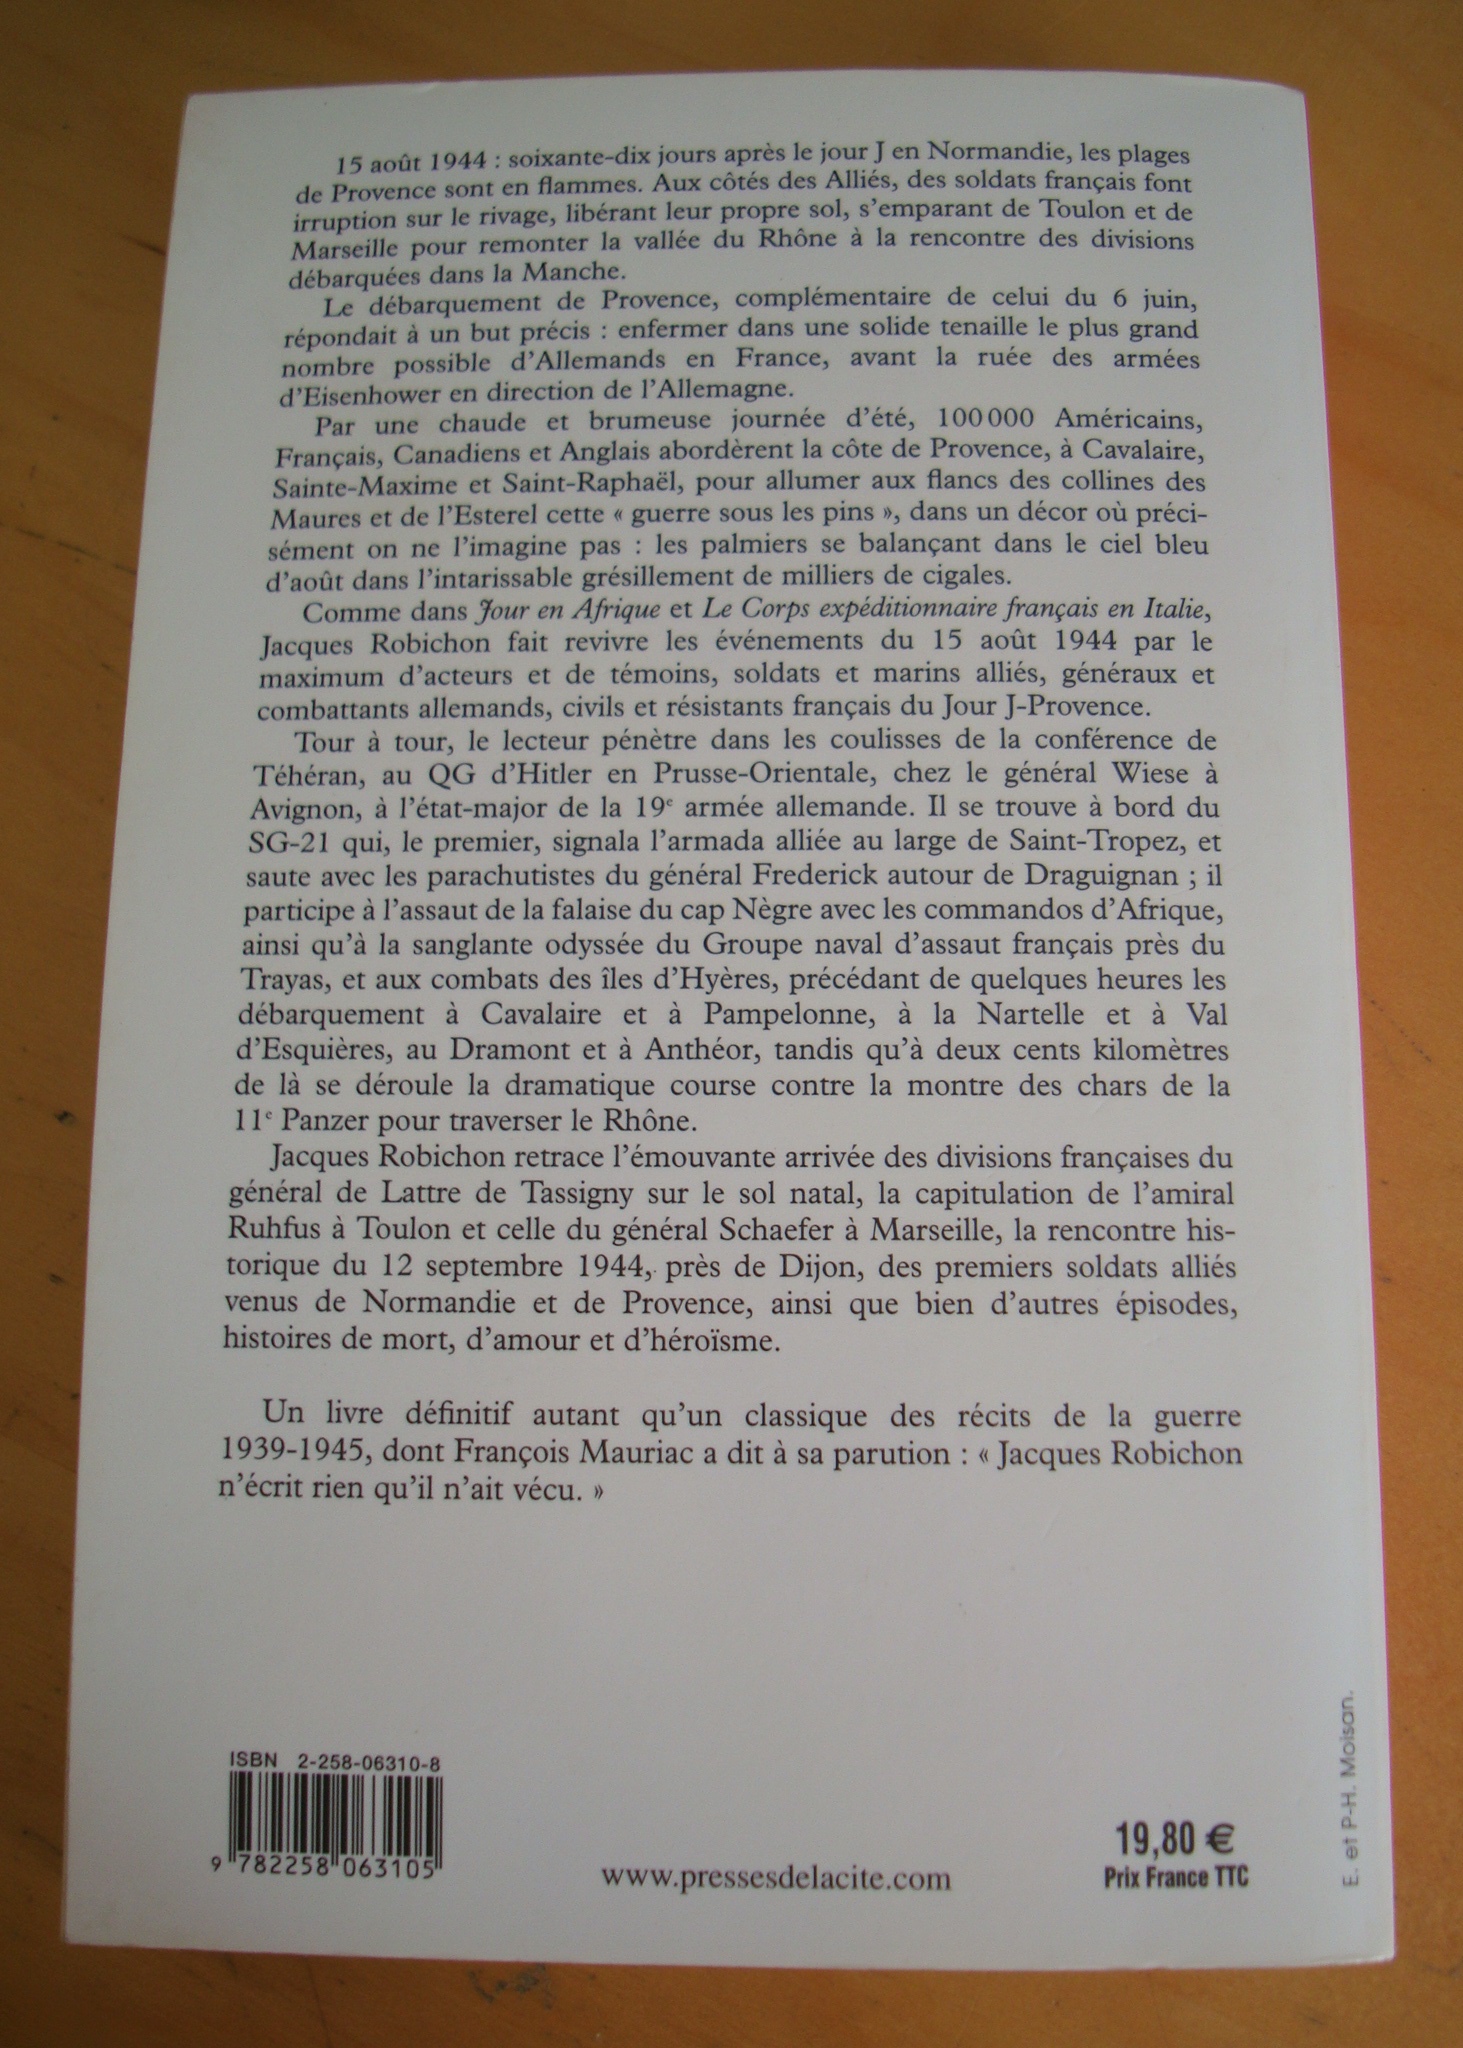 15 août 1944 : soixante-dix jours après le jour J en Normandie, les plages
de Provence sont en flammes. Aux côtés des Alliés, des soldats français font
irruption sur le rivage, libérant leur propre sol, s'emparant de Toulon et de
Marseille pour remonter la vallée du Rhône à la rencontre des divisions
débarquées dans la Manche.
Le débarquement de Provence, complémentaire de celui du 6 juin,
répondait à un but précis : enfermer dans une solide tenaille le plus grand
nombre possible d'Allemands en France, avant la ruée des armées
d'Eisenhower en direction de l'Allemagne.
Par une chaude et brumeuse journée d'été, 100 000 Américains,
Français, Canadiens et Anglais abordèrent la côte de Provence, à Cavalaire,
Sainte-Maxime et Saint-Raphaël, pour allumer aux flancs des collines des
Maures et de l'Esterel cette « guerre sous les pins », dans un décor où préci-
sément on ne l'imagine pas : les palmiers se balançant dans le ciel bleu
d'août dans l'intarissable grésillement de milliers de cigales.
Comme dans Jour en Afrique et Le Corps expéditionnaire français en Italie,
Jacques Robichon fait revivre les événements du 15 août 1944 par le
maximum d'acteurs et de témoins, soldats et marins alliés, généraux et
combattants allemands, civils et résistants français du Jour J-Provence.
Tour à tour, le lecteur pénètre dans les coulisses de la conférence de
Téhéran, au QG d'Hitler en Prusse-Orientale, chez le général Wiese à
Avignon, à l'état-major de la 19e armée allemande. Il se trouve à bord du
SG-21 qui, le premier, signala l'armada alliée au large de Saint-Tropez, et
saute avec les parachutistes du général Frederick autour de Draguignan ; il
participe à l'assaut de la falaise du cap Nègre avec les commandos d'Afrique,
ainsi qu'à la sanglante odyssée du Groupe naval d'assaut français près du
Trayas, et aux combats des îles d'Hyères, précédant de quelques heures les
débarquement à Cavalaire et à Pampelonne, à la Nartelle et à Val
d'Esquières, au Dramont et à Anthéor, tandis qu'à deux cents kilomètres
de là se déroule la dramatique course contre la montre des chars de la
11e Panzer pour traverser le Rhône.
Jacques Robichon retrace l'émouvante arrivée des divisions françaises du
général de Lattre de Tassigny sur le sol natal, la capitulation de l'amiral
Ruhfus à Toulon et celle du général Schaefer à Marseille, la rencontre his-
torique du 12 septembre 1944, près de Dijon, des premiers soldats alliés
venus de Normandie et de Provence, ainsi que bien d'autres épisodes,
histoires de mort, d'amour et d'héroïsme.
Un livre définitif autant qu'un classique des récits de la guerre
1939-1945, dont François Mauriac a dit à sa parution : « Jacques Robichon
n'écrit rien qu'il n'ait vécu. »
ISBN 2-258-06310-8
9 782258 063105
www.pressesdelacite.com
19,80 €
Prix France TTC
E. et P-H. Moisan.